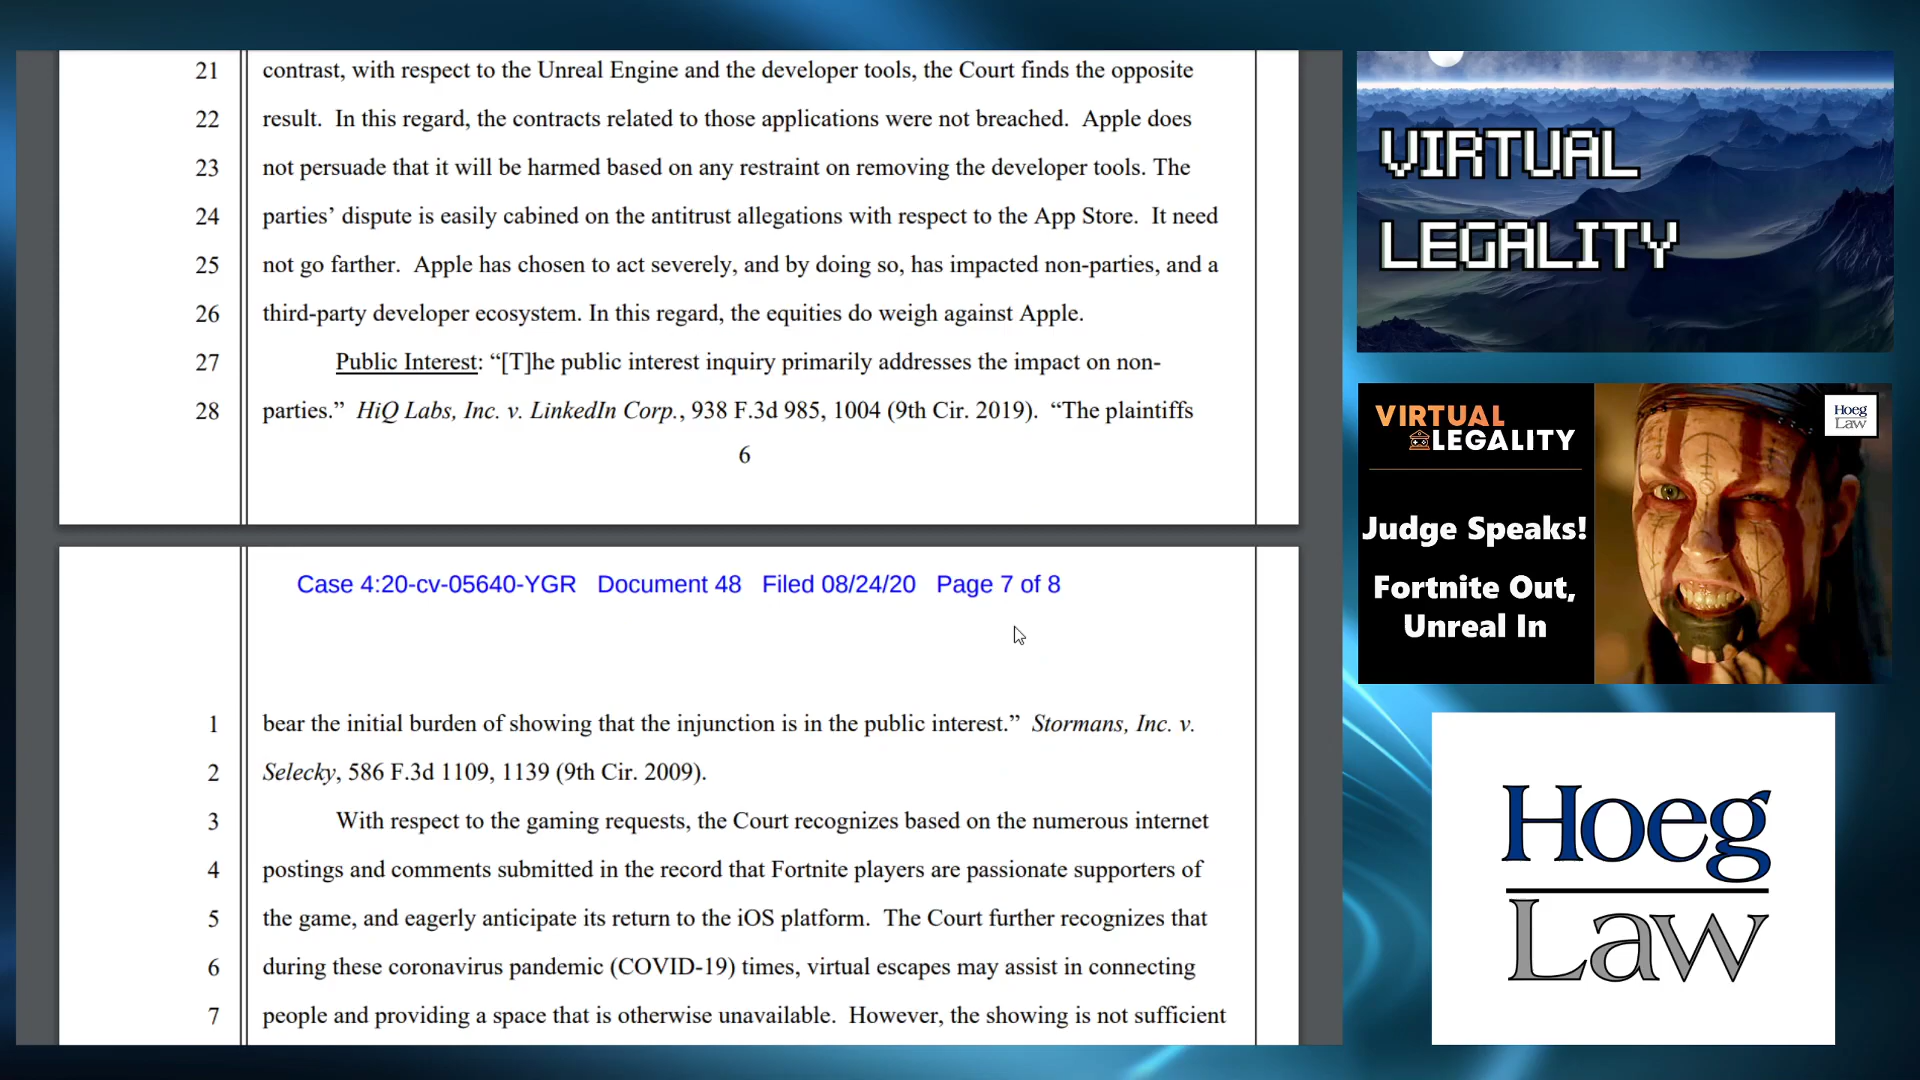 21 contrast, with respect to the Unreal Engine and the developer tools, the Court finds the opposite
22 result.  In this regard, the contracts related to those applications were not breached.  Apple does
23 not persuade that it will be harmed based on any restraint on removing the developer tools. The
24 parties’ dispute is easily cabined on the antitrust allegations with respect to the App Store.  It need
25 not go farther.  Apple has chosen to act severely, and by doing so, has impacted non-parties, and a
26 third-party developer ecosystem. In this regard, the equities do weigh against Apple.
27 Public Interest: “[T]he public interest inquiry primarily addresses the impact on non-
28 parties.”  HiQ Labs, Inc. v. LinkedIn Corp., 938 F.3d 985, 1004 (9th Cir. 2019).  “The plaintiffs
6
Case 4:20-cv-05640-YGR   Document 48   Filed 08/24/20   Page 7 of 8
1 bear the initial burden of showing that the injunction is in the public interest.”  Stormans, Inc. v.
2 Selecky, 586 F.3d 1109, 1139 (9th Cir. 2009).
3 With respect to the gaming requests, the Court recognizes based on the numerous internet
4 postings and comments submitted in the record that Fortnite players are passionate supporters of
5 the game, and eagerly anticipate its return to the iOS platform.  The Court further recognizes that
6 during these coronavirus pandemic (COVID-19) times, virtual escapes may assist in connecting
7 people and providing a space that is otherwise unavailable.  However, the showing is not sufficient
VIRTUAL
LEGALITY
VIRTUAL
LEGALITY
Hoeg
Law
Judge Speaks!
Fortnite Out,
Unreal In
Hoeg
Law